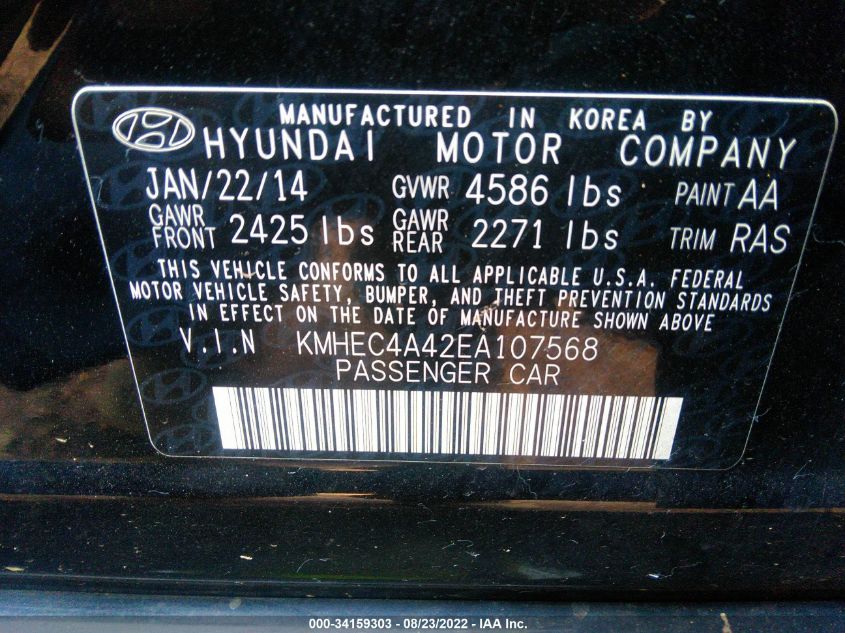 MANUFACTURED IN KOREA BY
HYUNDAI MOTOR COMPANY
JAN/22/14 GVWR 4586 lbs PAINT AA
GAWR FRONT 2425 lbs GAWR REAR 2271 lbs TRIM RAS
THIS VEHICLE CONFORMS TO ALL APPLICABLE U.S.A. FEDERAL
MOTOR VEHICLE SAFETY, BUMPER, AND THEFT PREVENTION STANDARDS
IN EFFECT ON THE DATE OF MANUFACTURE SHOWN ABOVE
V.I.N KMHEC4A42EA107568
PASSENGER CAR
000-34159303 - 08/23/2022 - IAA Inc.